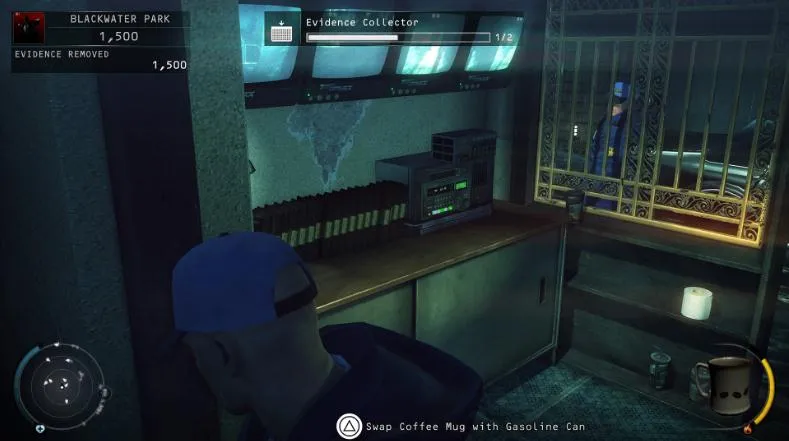 BLACKWATER PARK
1,500
EVIDENCE REMOVED
1,500
Evidence Collector
1/2
Swap Coffee Mug with Gasoline Can